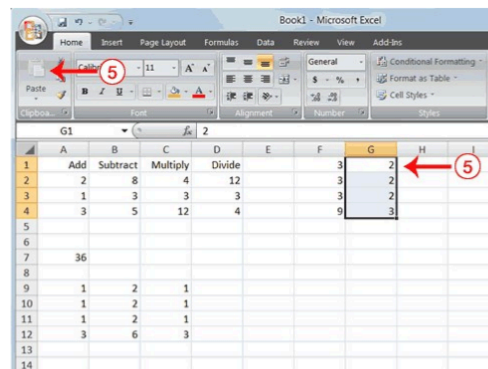 Book1 - Microsoft Excel
Home Insert Page Layout Formulas Data Review View Add-Ins
Paste
5
11 A A
General
Conditional Formatting
B I U A
$ % ,
Format as Table
Cell Styles
Clipboa... Font Alignment Number Styles
G1 fx 2
A B C D E F G H I
1 Add Subtract Multiply Divide 3 2 5
2 2 8 4 12 3 2
3 1 3 3 3 3 2
4 3 5 12 4 9 3
5
6
7 36
8
9 1 2 1
10 1 2 1
11 1 2 1
12 3 6 3
13
14